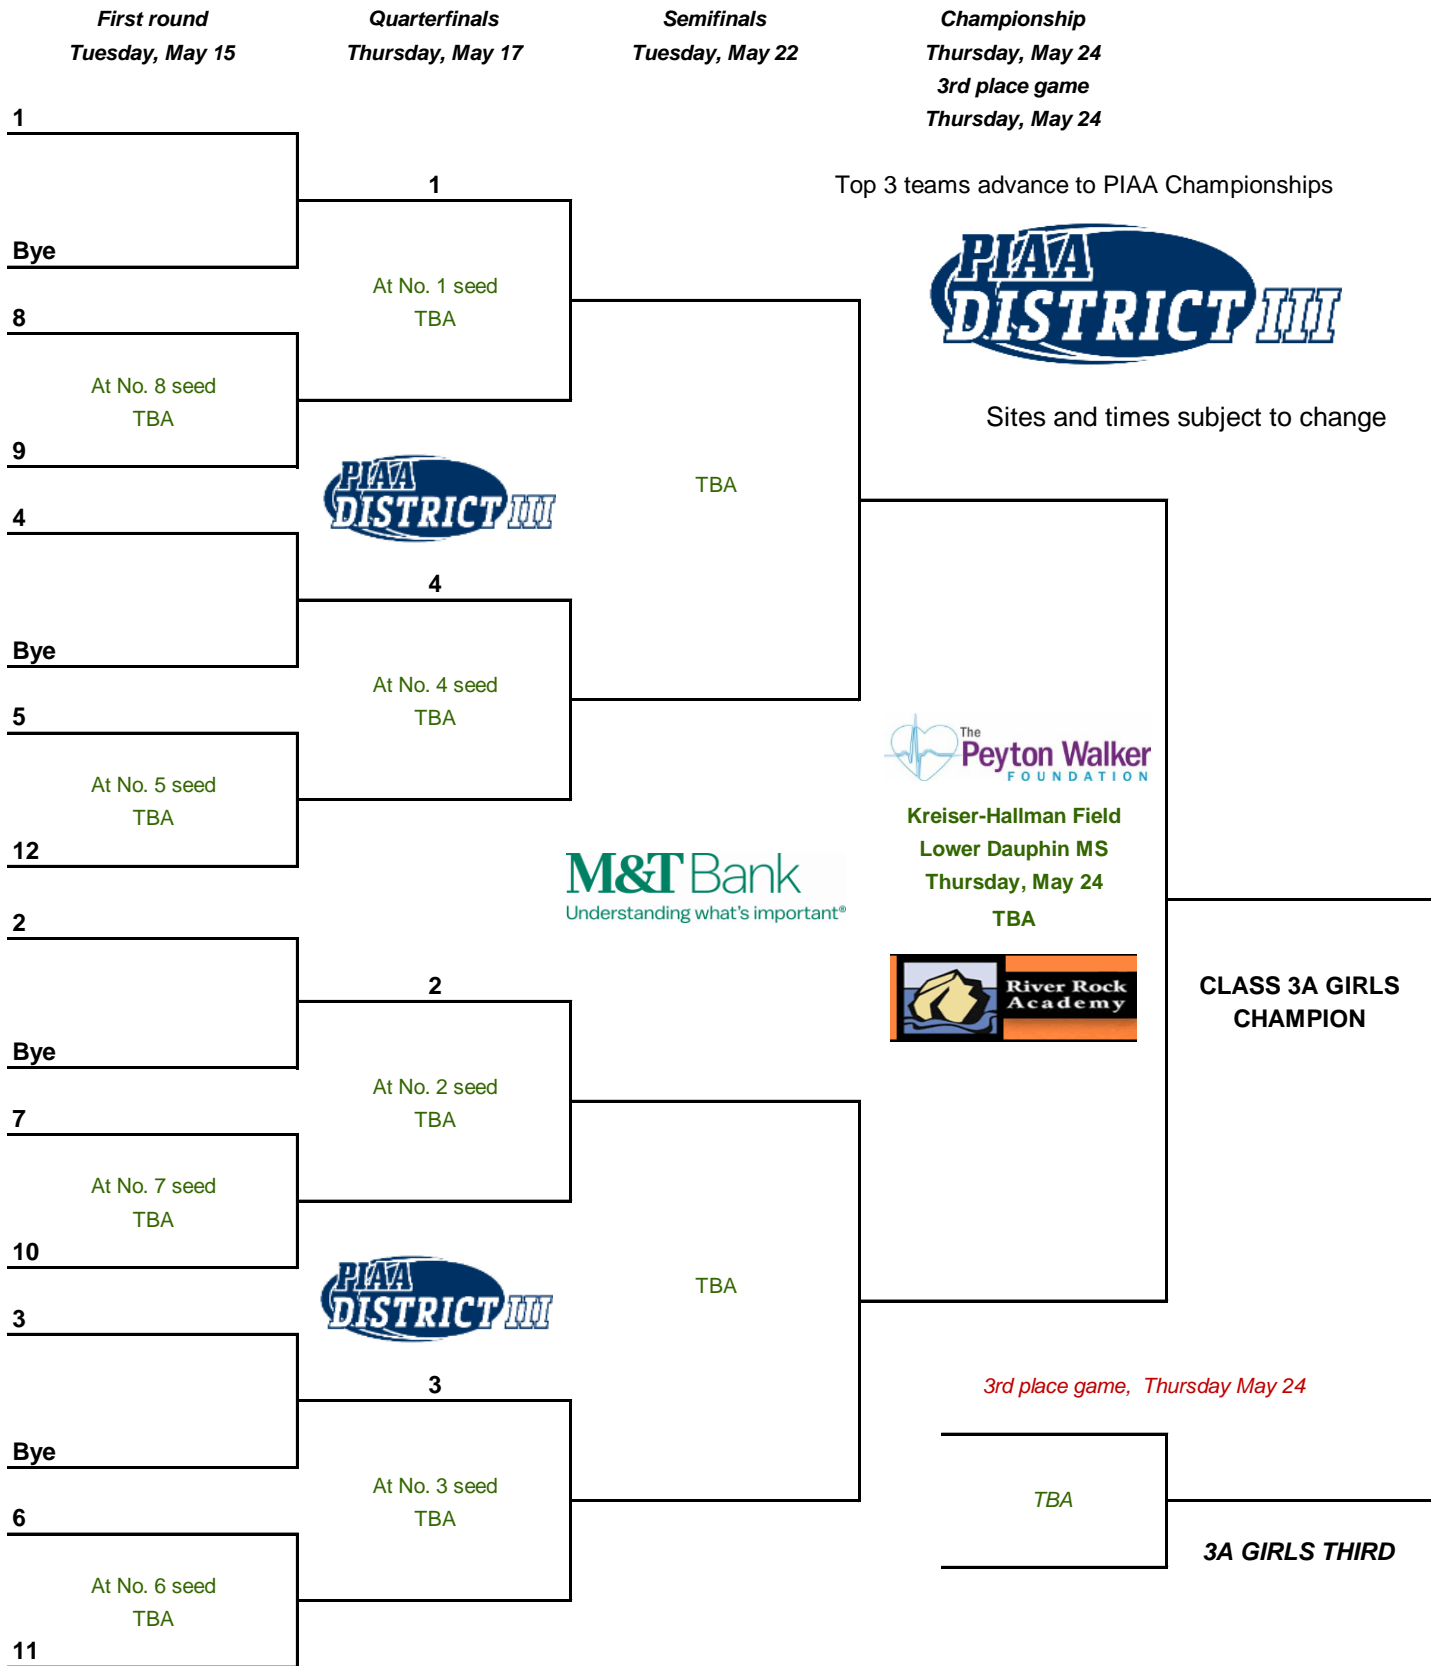 First round
Tuesday, May 15
Quarterfinals
Thursday, May 17
Semifinals
Tuesday, May 22
Championship
Thursday, May 24
3rd place game
Thursday, May 24
1
1
Top 3 teams advance to PIAA Championships
Bye
At No. 1 seed
TBA
PIAA
DISTRICT III
8
At No. 8 seed
TBA
9
Sites and times subject to change
PIAA
DISTRICT III
TBA
4
4
Bye
At No. 4 seed
TBA
5
At No. 5 seed
TBA
12
The
Peyton Walker
FOUNDATION
Kreiser-Hallman Field
Lower Dauphin MS
Thursday, May 24
TBA
M&T Bank
Understanding what's important®
River Rock
Academy
CLASS 3A GIRLS
CHAMPION
2
2
Bye
At No. 2 seed
TBA
7
At No. 7 seed
TBA
10
PIAA
DISTRICT III
TBA
3
3
Bye
At No. 3 seed
TBA
6
At No. 6 seed
TBA
11
3rd place game, Thursday May 24
TBA
3A GIRLS THIRD